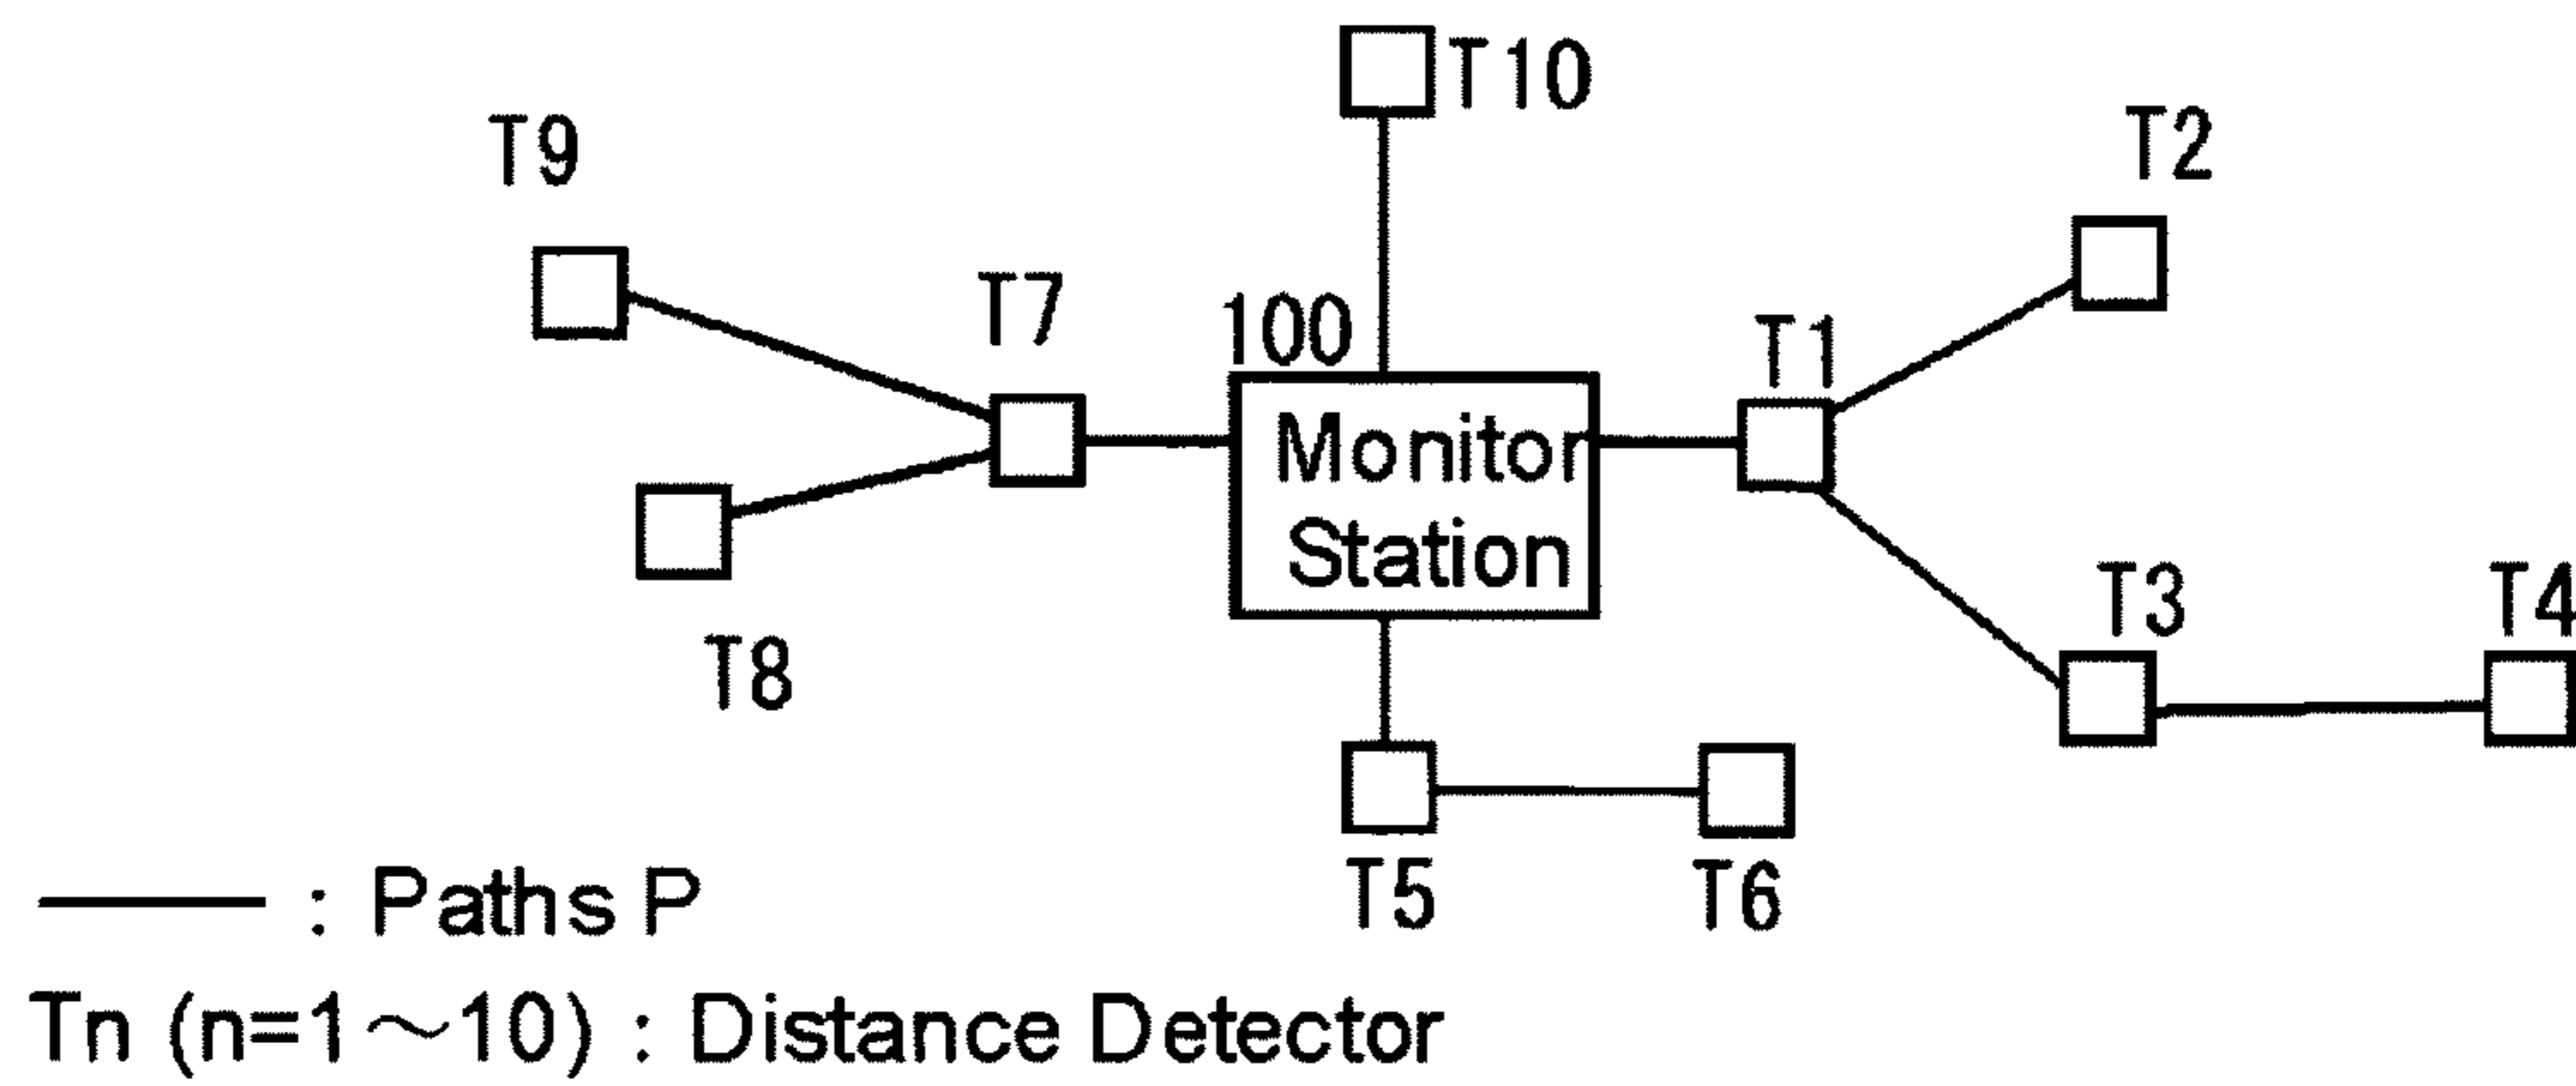 T10
T9
T2
T7
100
T1
Monitor
Station
T3
T4
T8
T5
T6
: Paths P
Tn (n=1～10) : Distance Detector